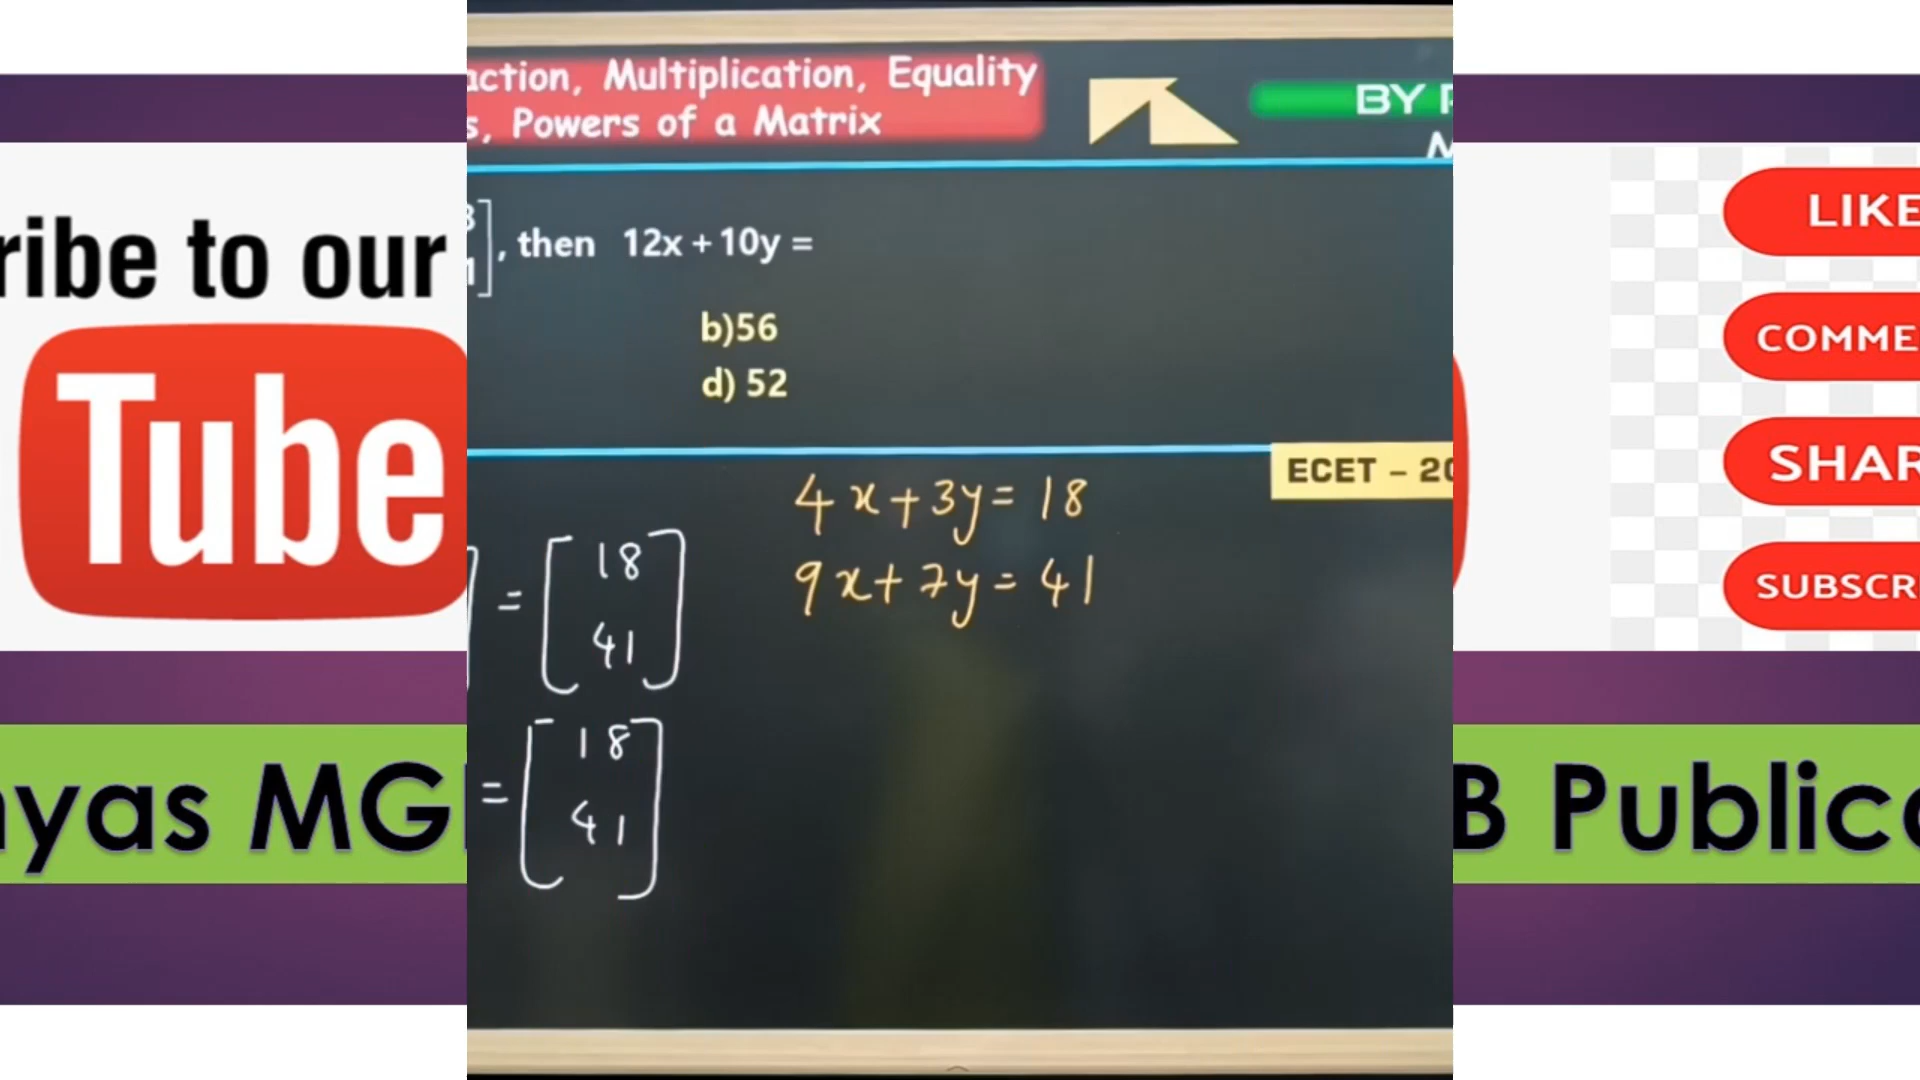 action, Multiplication, Equality
s, Powers of a Matrix
BY
, then 12x + 10y =
b)56
d) 52
ECET – 20
4x + 3y = 18
9x + 7y = 41
= [18
41]
= [18
41]
ribe to our
Tube
nyas MG
B Public
LIKE
COMME
SHAR
SUBSCR